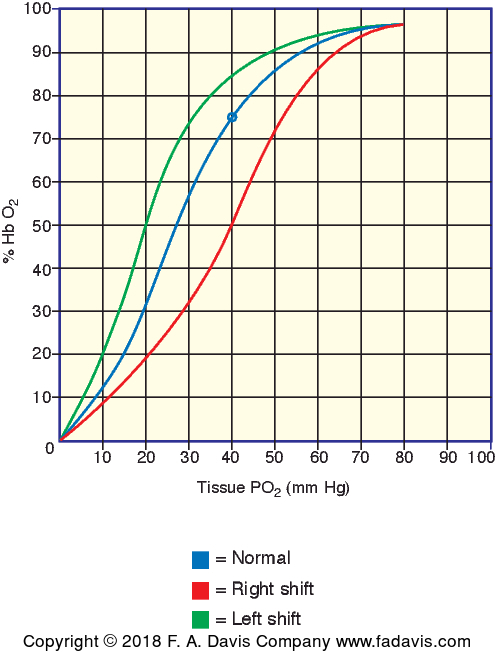 100
90
80
70
60
50
40
30
20
10
0
% Hb O2
10 20 30 40 50 60 70 80 90 100
Tissue PO2 (mm Hg)
= Normal
= Right shift
= Left shift
Copyright © 2018 F. A. Davis Company www.fadavis.com